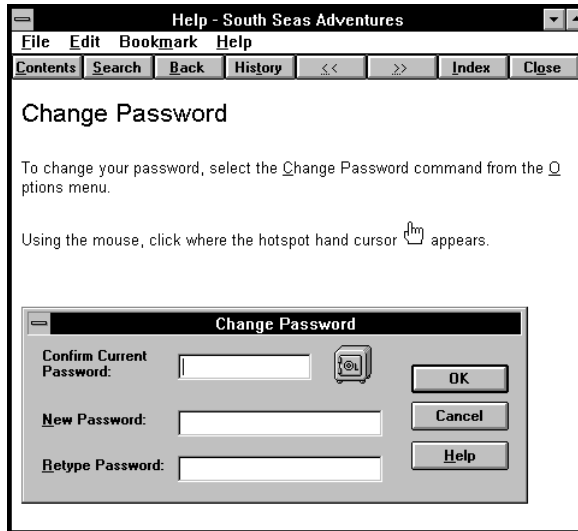 Help - South Seas Adventures
File Edit Bookmark Help
Contents Search Back History << >> Index Close
Change Password
To change your password, select the Change Password command from the O
ptions menu.
Using the mouse, click where the hotspot hand cursor appears.
Change Password
Confirm Current
Password:
OK
New Password:
Cancel
Retype Password:
Help